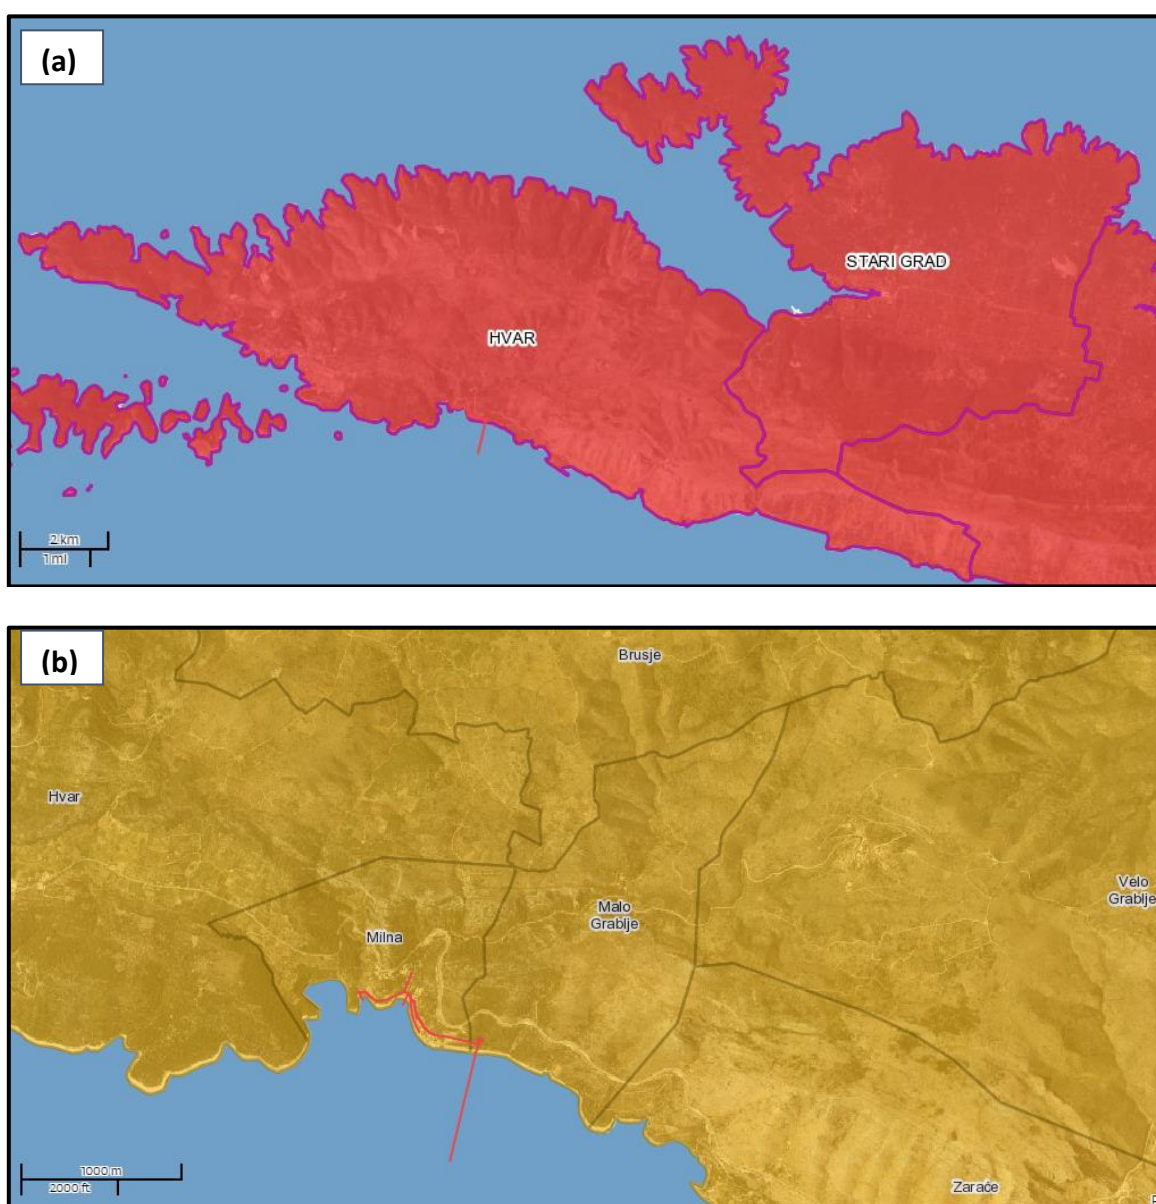 (a)
STARI GRAD
HVAR
2 km
1 mi
(b)
Brusje
Hvar
Velo
Grablje
Malo
Grablje
Milna
1000 m
2000 ft
Zaraće